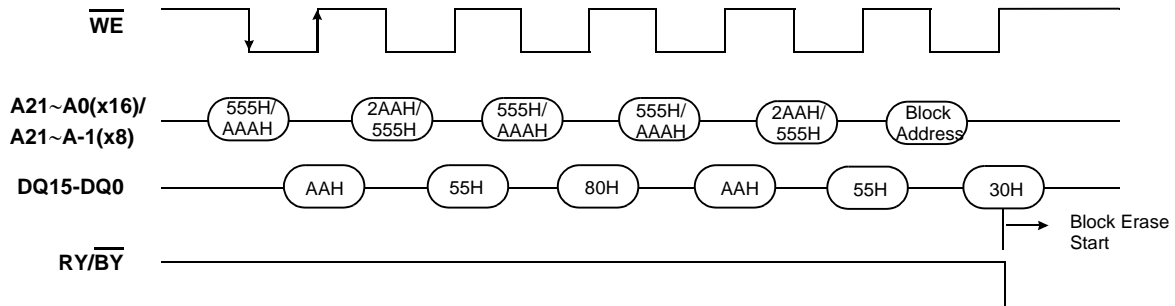 WE
A21~A0(x16)/
A21~A-1(x8)
555H/
AAAH
2AAH/
555H
555H/
AAAH
555H/
AAAH
2AAH/
555H
Block
Address
DQ15-DQ0
AAH
55H
80H
AAH
55H
30H
Block Erase
Start
RY/BY